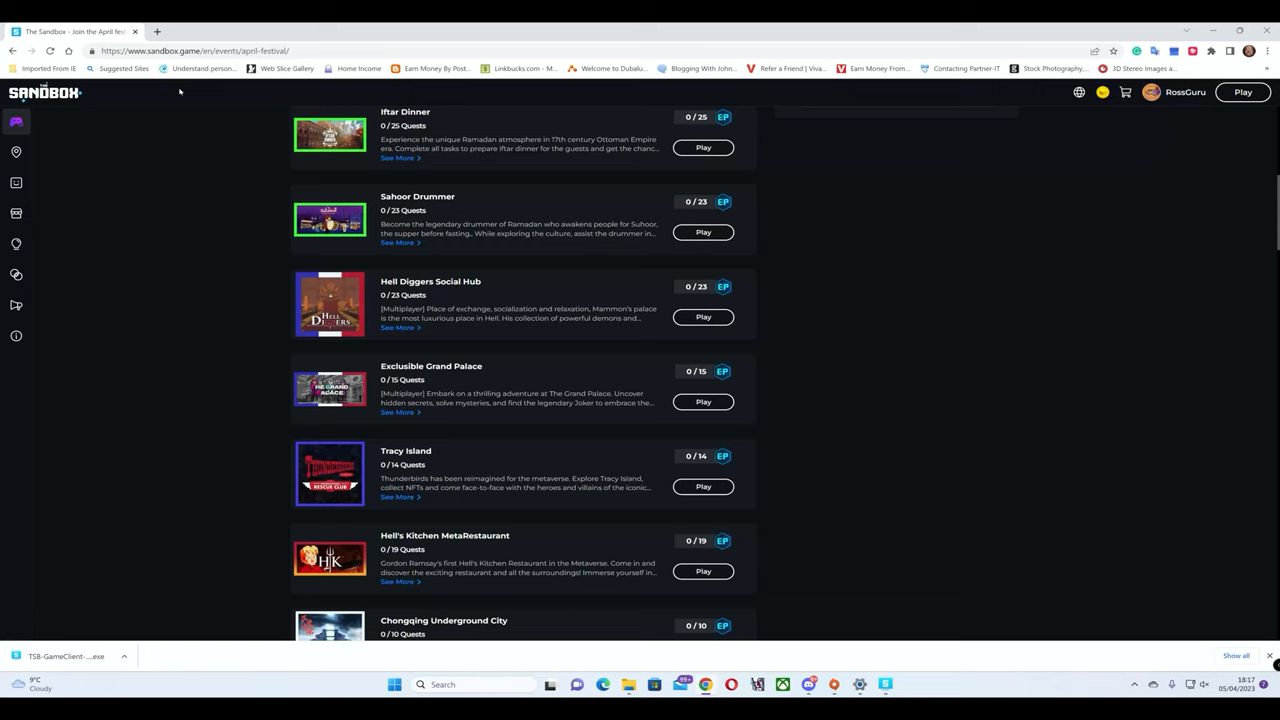 The Sandbox - Join the April fest
https://www.sandbox.game/en/events/april-festival/
Imported From IE Suggested Sites Understand person... Web Slice Gallery Home Income Earn Money By Post... Linkbucks.com - M... Welcome to Dubalu... Blogging With John... Refer a Friend | Viva... Earn Money From... Contacting Partner-IT Stock Photography,... 3D Stereo Images a...
THE
SANDBOX
RossGuru
Play
Iftar Dinner
0 / 25 Quests
Experience the unique Ramadan atmosphere in 17th century Ottoman Empire
era. Complete all tasks to prepare iftar dinner for the guests and get the chanc...
See More >
0 / 25 EP
Play
Sahoor Drummer
0 / 23 Quests
Become the legendary drummer of Ramadan who awakens people for Suhoor,
the supper before fasting., While exploring the culture, assist the drummer in...
See More >
0 / 23 EP
Play
HELL
DIGGERS
Hell Diggers Social Hub
0 / 23 Quests
[Multiplayer] Place of exchange, socialization and relaxation, Mammon's palace
is the most luxurious place in Hell. His collection of powerful demons and...
See More >
0 / 23 EP
Play
THE GRAND
PALACE
Exclusible Grand Palace
0 / 15 Quests
[Multiplayer] Embark on a thrilling adventure at The Grand Palace. Uncover
hidden secrets, solve mysteries, and find the legendary Joker to embrace the...
See More >
0 / 15 EP
Play
THUNDERBIRDS
RESCUE CLUB
Tracy Island
0 / 14 Quests
Thunderbirds has been reimagined for the metaverse. Explore Tracy Island,
collect NFTs and come face-to-face with the heroes and villains of the iconic...
See More >
0 / 14 EP
Play
HK
Hell's Kitchen MetaRestaurant
0 / 19 Quests
Gordon Ramsay's first Hell's Kitchen Restaurant in the Metaverse. Come in and
discover the exciting restaurant and all the surroundings! Immerse yourself in...
See More >
0 / 19 EP
Play
Chongqing Underground City
0 / 10 Quests
0 / 10 EP
TSB-GameClient-....exe
Show all
9°C
Cloudy
Search
99+
18:17
05/04/2023
7